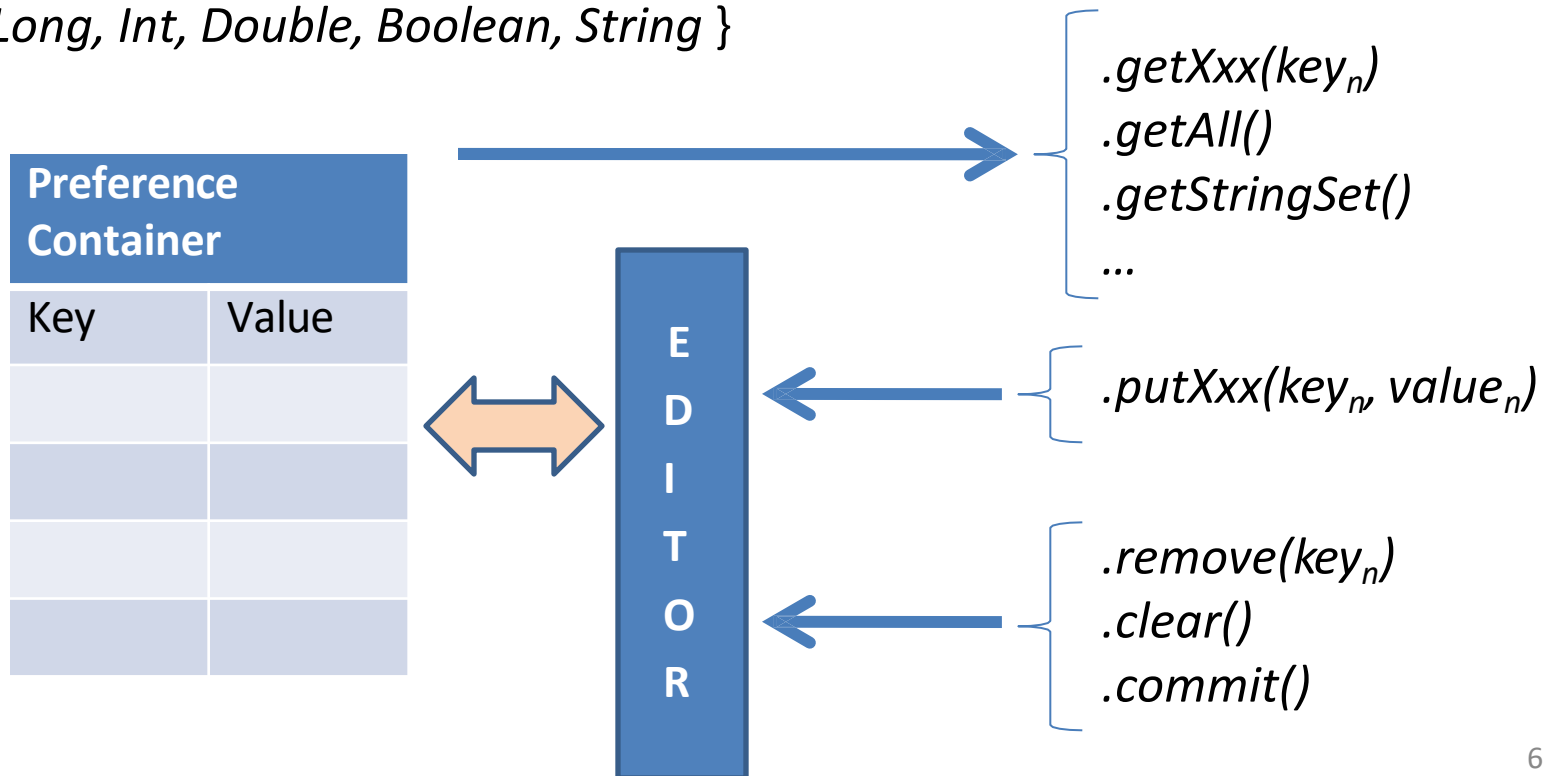 Long, Int, Double, Boolean, String }
Preference
Container
Key Value
E
D
I
T
O
R
.getXxx(keyn)
.getAll()
.getStringSet()
…
.putXxx(keyn, valuen)
.remove(keyn)
.clear()
.commit()
6